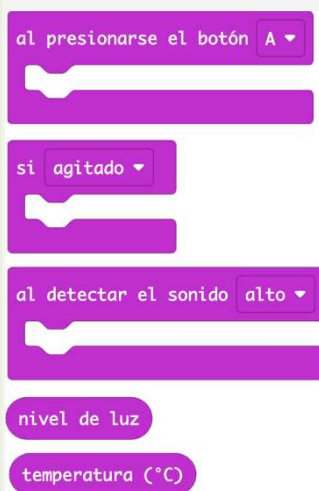 al presionarse el botón A
si agitado
al detectar el sonido alto
nivel de luz
temperatura (°C)